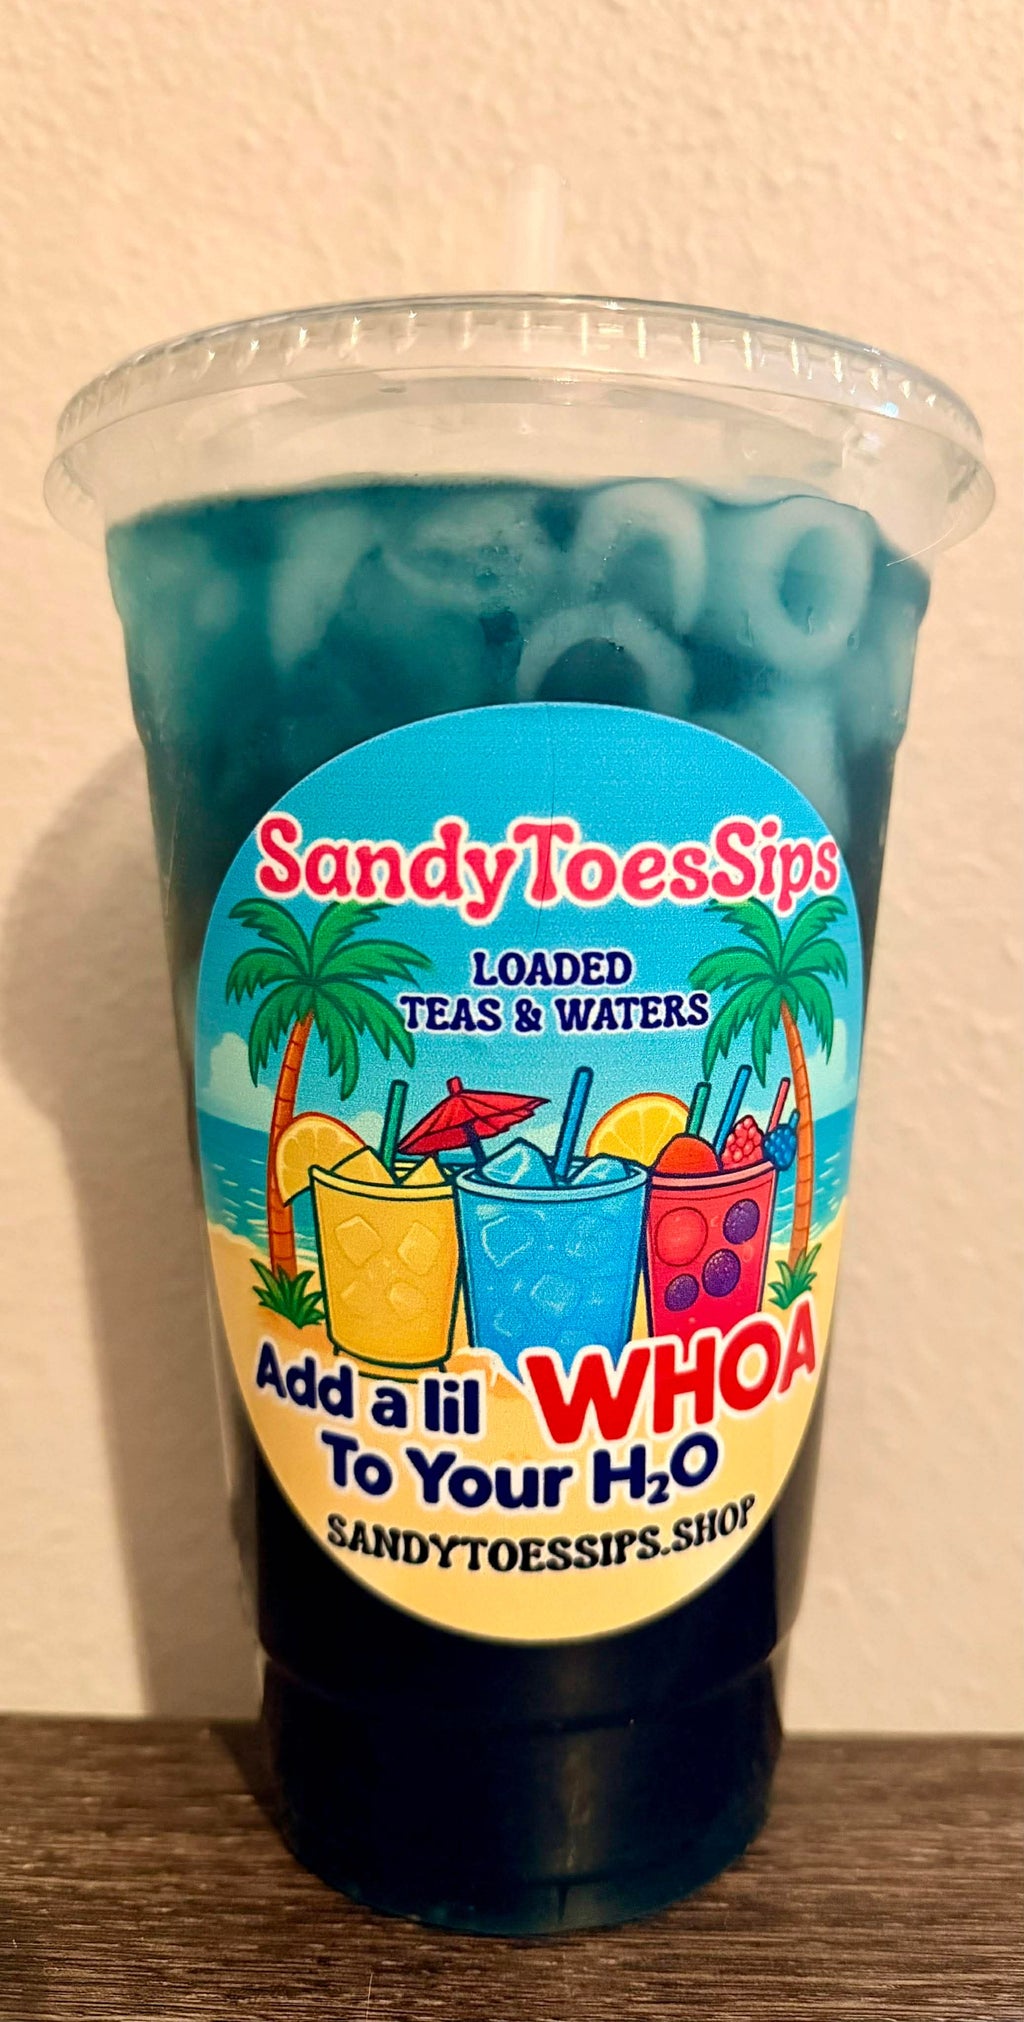 SandyToesSips
LOADED
TEAS & WATERS
Add a lil WHOA
To Your H₂O
SANDYTOESSIPS.SHOP